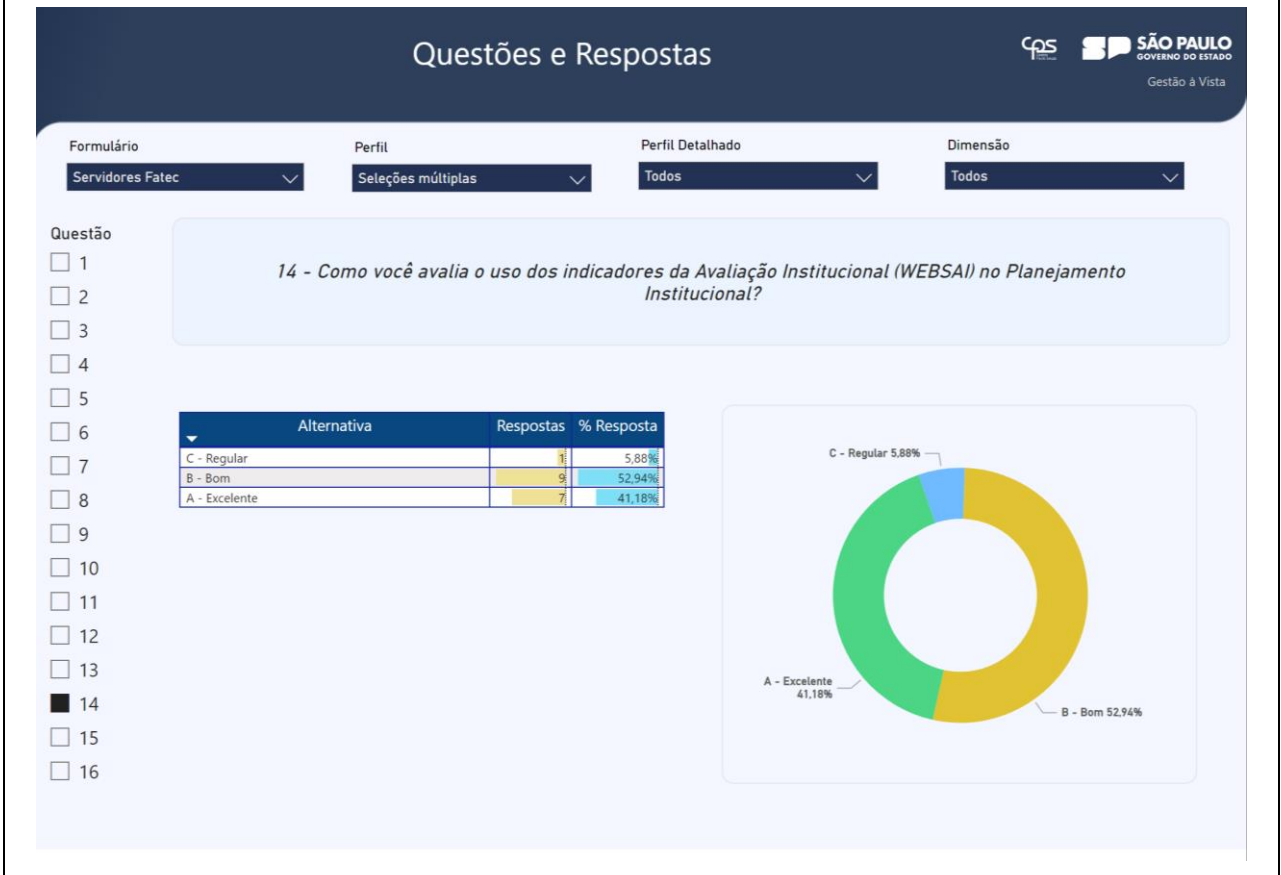 Questões e Respostas
cps
SÃO PAULO
GOVERNO DO ESTADO
Gestão à Vista
Formulário
Perfil
Perfil Detalhado
Dimensão
Servidores Fatec
Seleções múltiplas
Todos
Todos
Questão
1
2
3
4
5
6
7
8
9
10
11
12
13
14
15
16
14 - Como você avalia o uso dos indicadores da Avaliação Institucional (WEBSAI) no Planejamento
Institucional?
Alternativa Respostas % Resposta
C - Regular 1 5,88%
B - Bom 9 52,94%
A - Excelente 7 41,18%
C - Regular 5,88%
A - Excelente
41,18%
B - Bom 52,94%